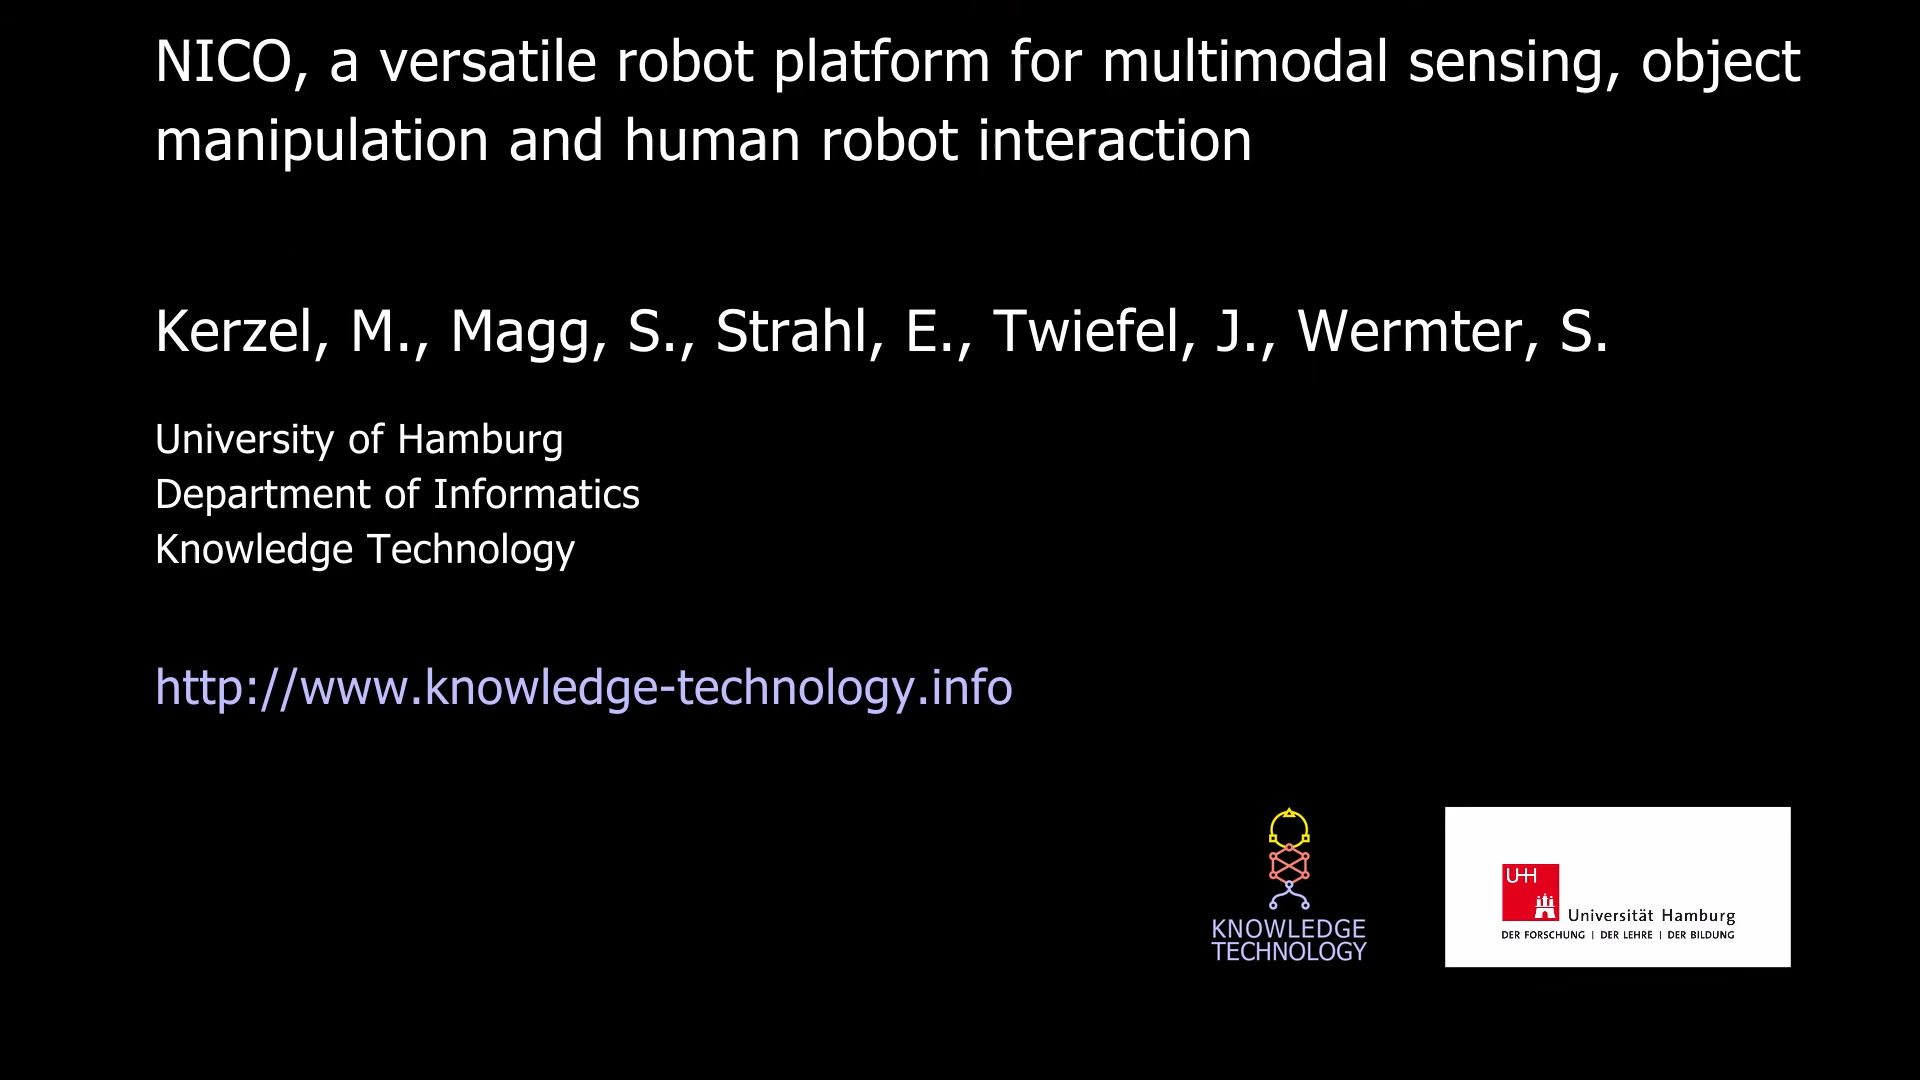 NICO, a versatile robot platform for multimodal sensing, object
manipulation and human robot interaction
Kerzel, M., Magg, S., Strahl, E., Twiefel, J., Wermter, S.
University of Hamburg
Department of Informatics
Knowledge Technology
http://www.knowledge-technology.info
KNOWLEDGE
TECHNOLOGY
UHH
Universität Hamburg
DER FORSCHUNG | DER LEHRE | DER BILDUNG